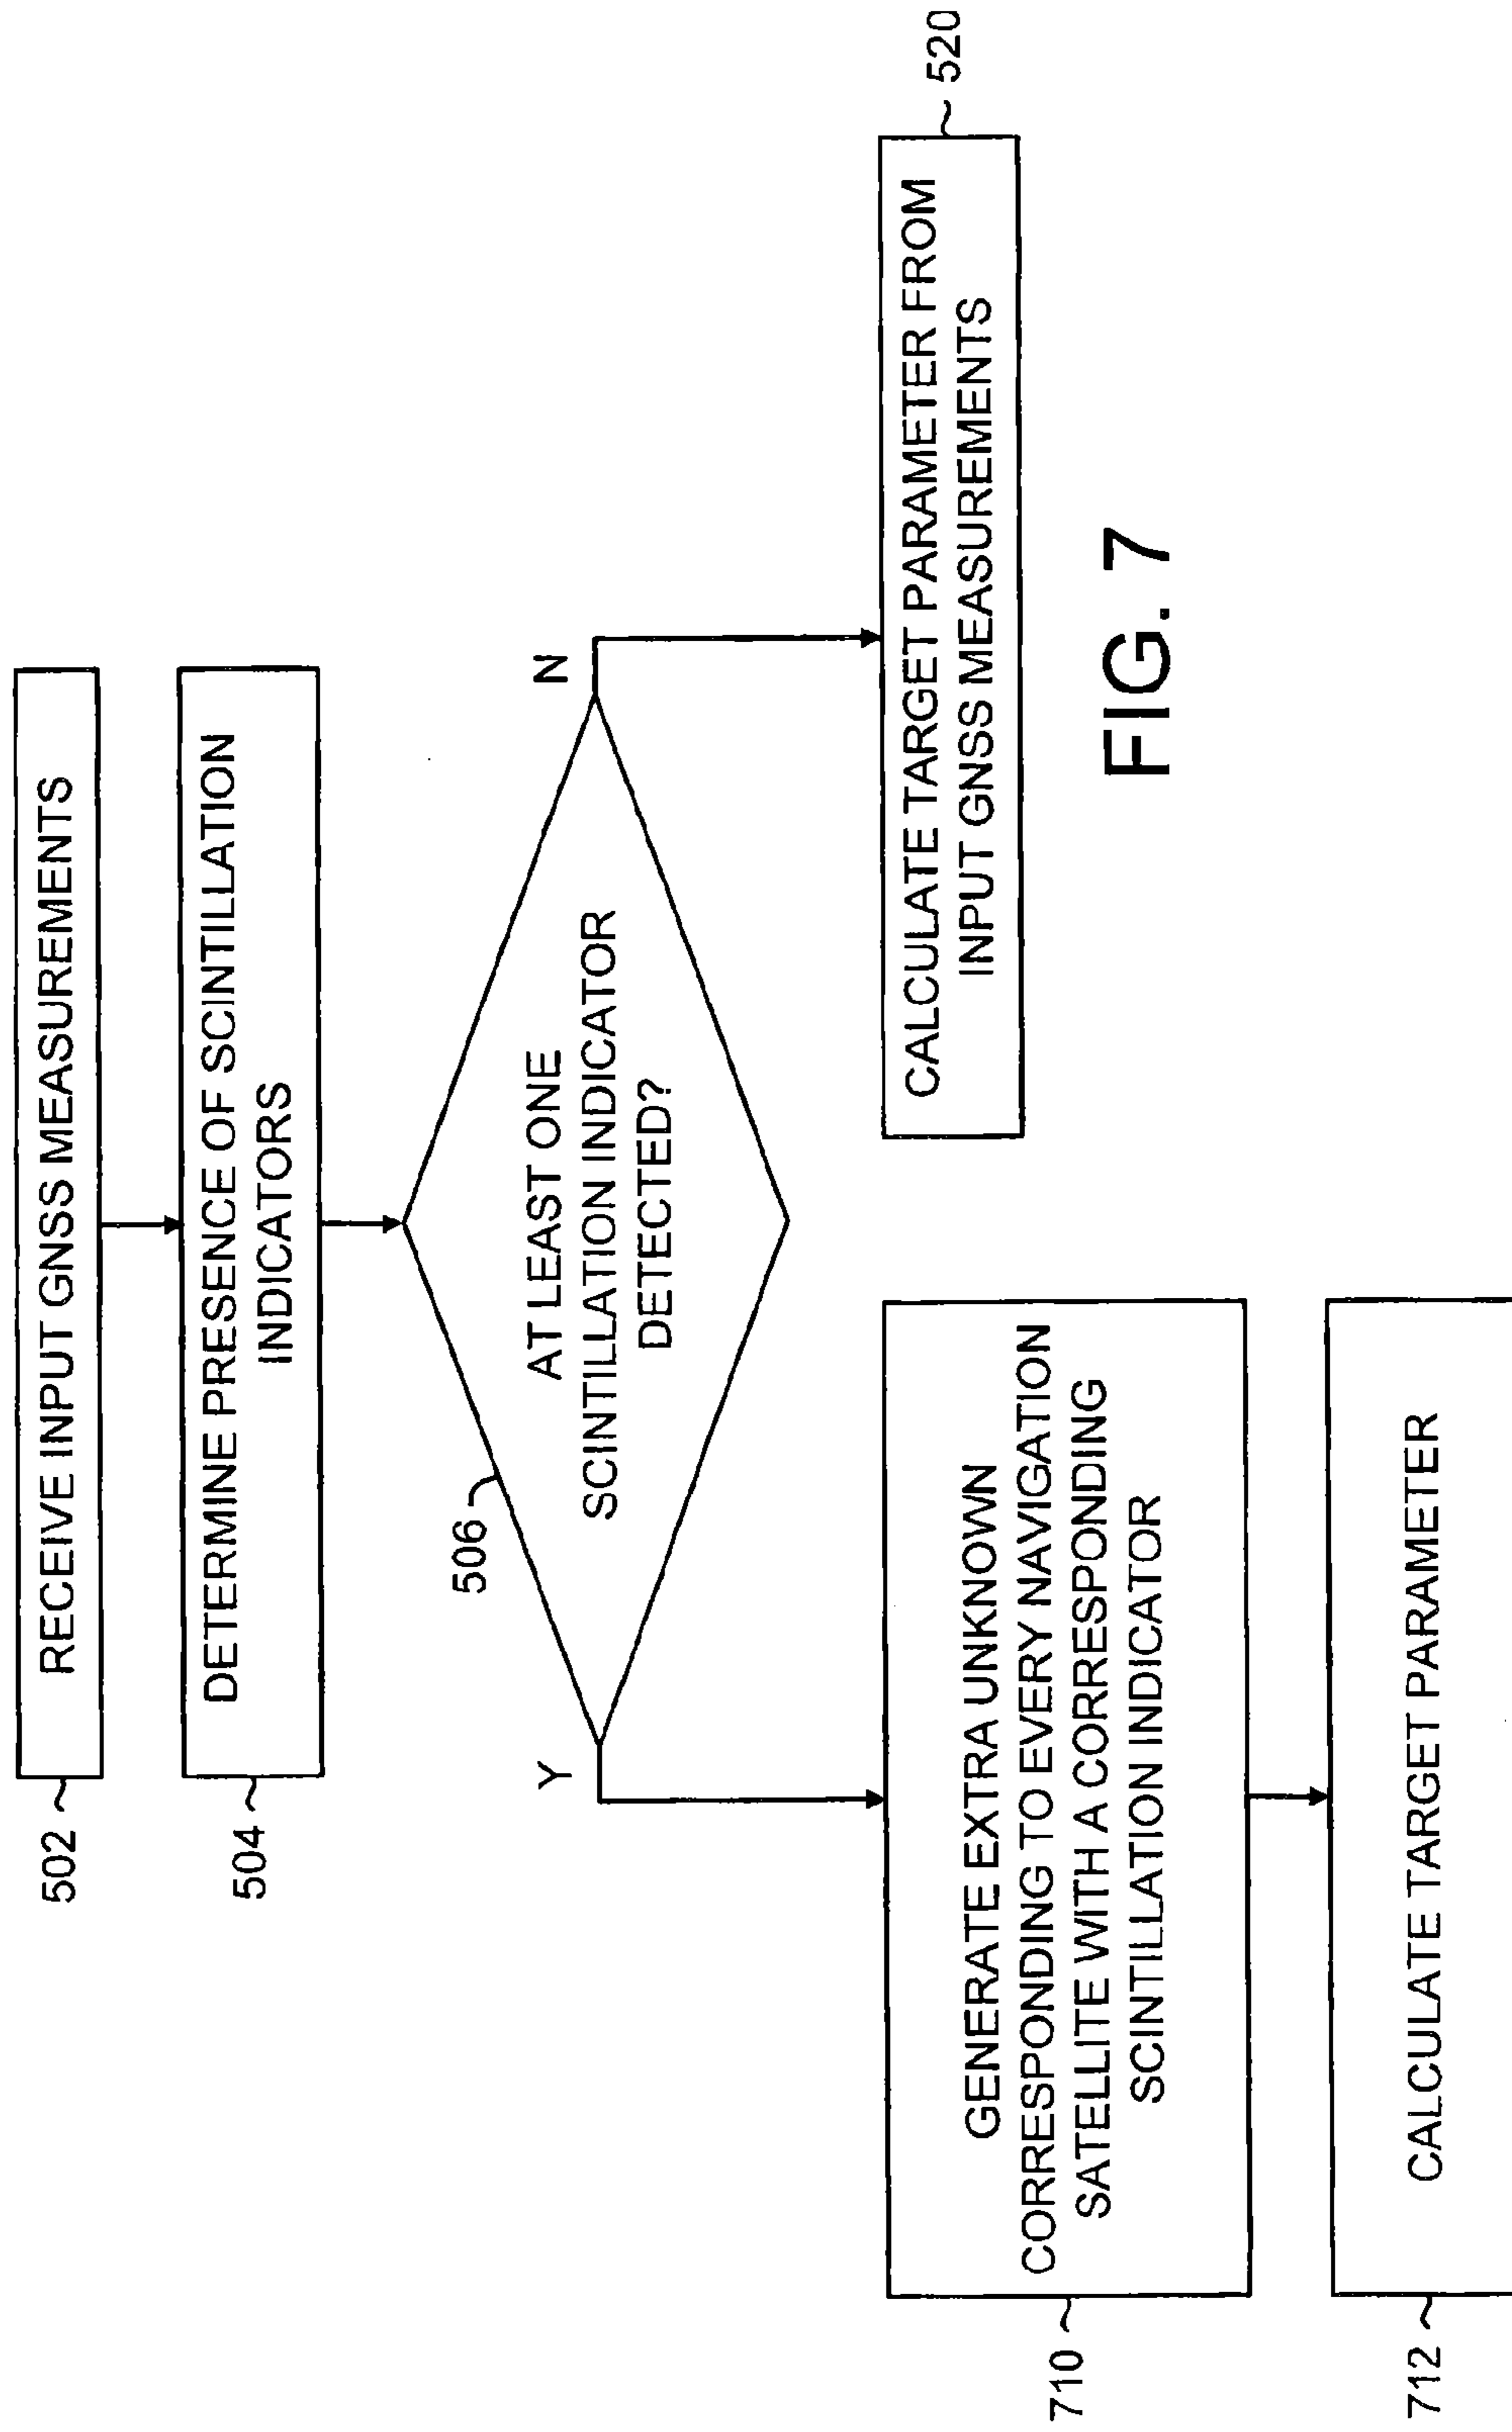 502
RECEIVE INPUT GNSS MEASUREMENTS
504
DETERMINE PRESENCE OF SCINTILLATION
INDICATORS
506
AT LEAST ONE
SCINTILLATION INDICATOR
DETECTED?
Y
N
710
GENERATE EXTRA UNKNOWN
CORRESPONDING TO EVERY NAVIGATION
SATELLITE WITH A CORRESPONDING
SCINTILLATION INDICATOR
CALCULATE TARGET PARAMETER FROM
INPUT GNSS MEASUREMENTS
520
712
CALCULATE TARGET PARAMETER
FIG. 7